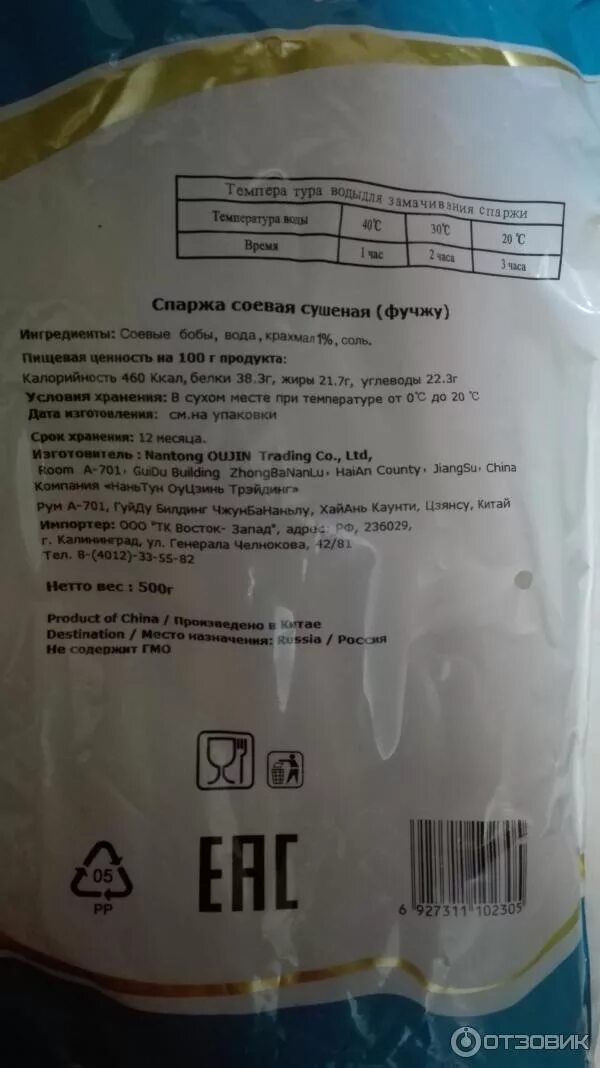 Темпера тура водыдля замачивания спаржи
Температура воды 40℃ 30℃ 20 ℃
Время 1 час 2 часа 3 часа
Спаржа соевая сушеная (фучжу)
Ингредиенты: Соевые бобы, вода, крахмал 1%, соль.
Пищевая ценность на 100 г продукта:
Калорийность 460 Ккал, белки 38.3г, жиры 21.7г, углеводы 22.3г
Условия хранения: В сухом месте при температуре от 0℃ до 20 ℃
Дата изготовления: см.на упаковки
Срок хранения: 12 месяца.
Изготовитель: Nantong OUJIN Trading Co., Ltd,
Room A-701, GuiDu Building ZhongBaNanLu, HaiAn County, JiangSu, China
Компания «НаньТун ОуЦзинь Трэйдинг»
Рум А-701, ГуйДу Билдинг ЧжунБаНаньлу, ХайАнь Каунти, Цзянсу, Китай
Импортер: ООО "ТК Восток- Запад", адрес: РФ, 236029,
г. Калининград, ул. Генерала Челнокова, 42/81
Тел. 8-(4012)-33-55-82
Нетто вес : 500г
Product of China / Произведено в Китае
Destination / Место назначения: Russia / Россия
Не содержит ГМО
05
PP
EAC
6 927311 102305
ОТЗОВИК